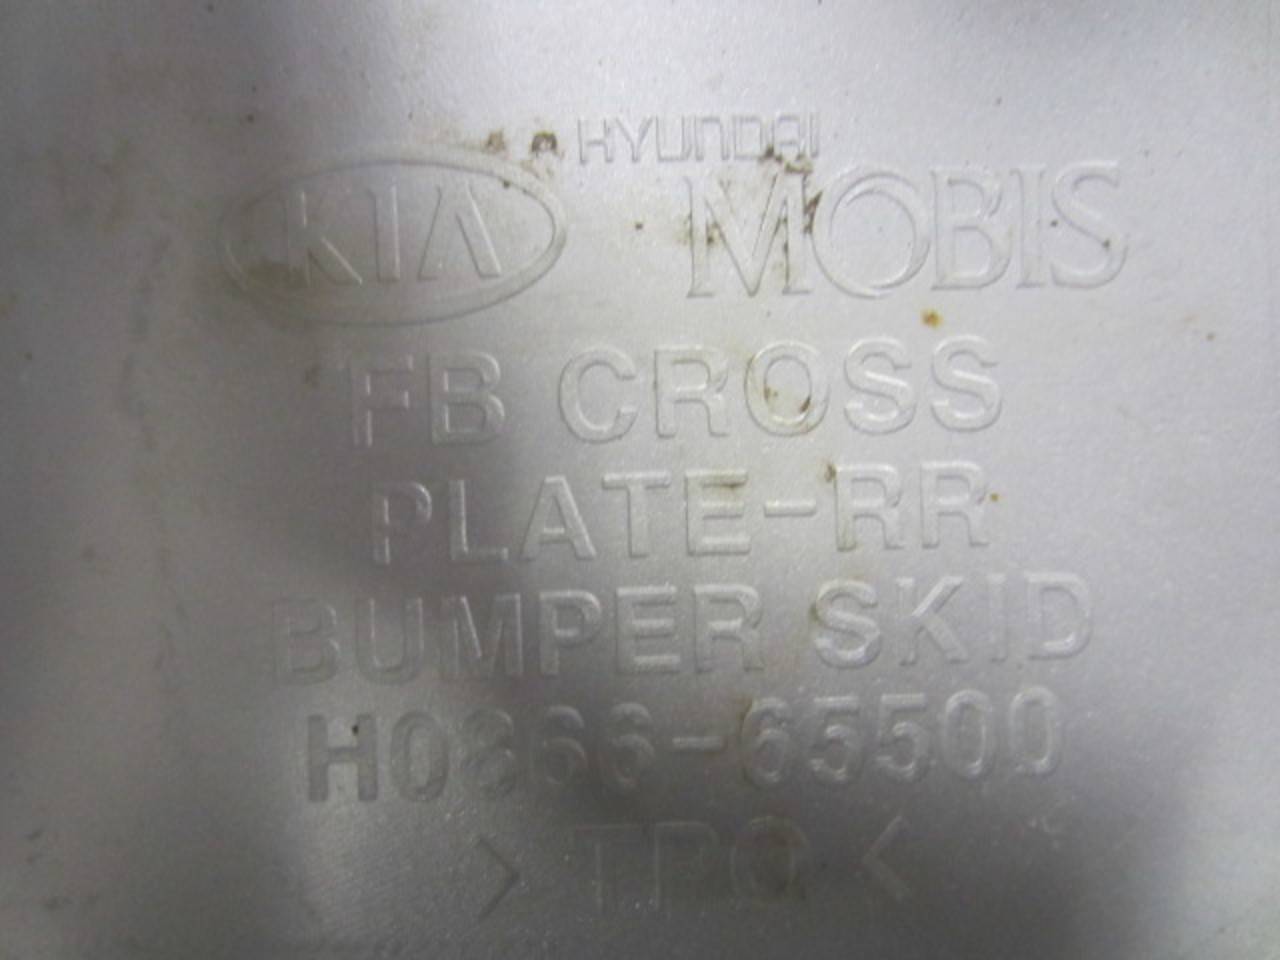 HYUNDAI
KIA MOBIS
FB CROSS
PLATE-RR
BUMPER SKID
H0866-65500
> TPO <